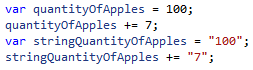 var quantityOfApples = 100;
quantityOfApples += 7;
var stringQuantityOfApples = "100";
stringQuantityOfApples += "7";